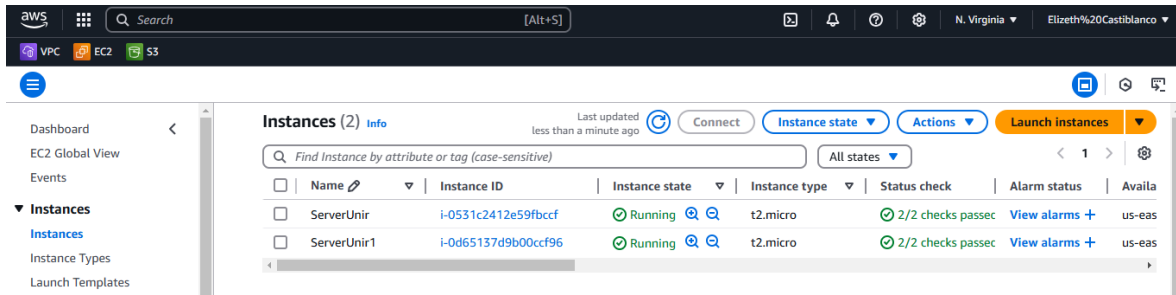 aws Search [Alt+S] N. Virginia ▼ Elizeth%20Castiblanco ▼
VPC EC2 S3
Dashboard
EC2 Global View
Events
▼ Instances
Instances
Instance Types
Launch Templates
Instances (2) Info
Last updated
less than a minute ago
Connect Instance state ▼ Actions ▼ Launch instances ▼
Find Instance by attribute or tag (case-sensitive) All states ▼ < 1 >
Name Instance ID Instance state Instance type Status check Alarm status Availa
ServerUnir i-0531c2412e59fbccf Running t2.micro 2/2 checks passec View alarms + us-eas
ServerUnir1 i-0d65137d9b00ccf96 Running t2.micro 2/2 checks passec View alarms + us-eas